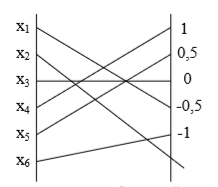 x₁ 1
x₂ 0,5
x₃ 0
x₄ -0,5
x₅ -1
x₆